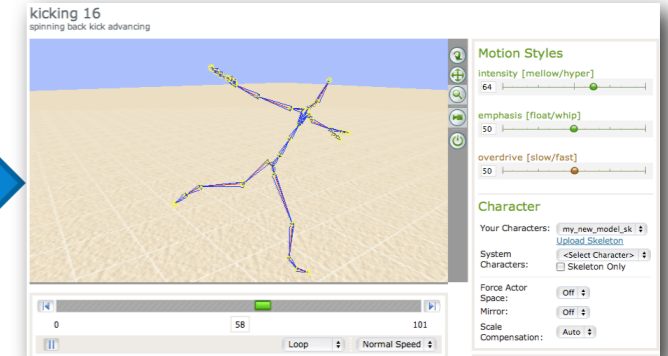 kicking 16
spinning back kick advancing
Motion Styles
intensity [mellow/hyper]
64
emphasis [float/whip]
50
overdrive [slow/fast]
50
Character
Your Characters: my_new_model_sk
Upload Skeleton
System Characters: <Select Character>
Skeleton Only
Force Actor Space: Off
Mirror: Off
Scale Compensation: Auto
0 58 101
Loop Normal Speed